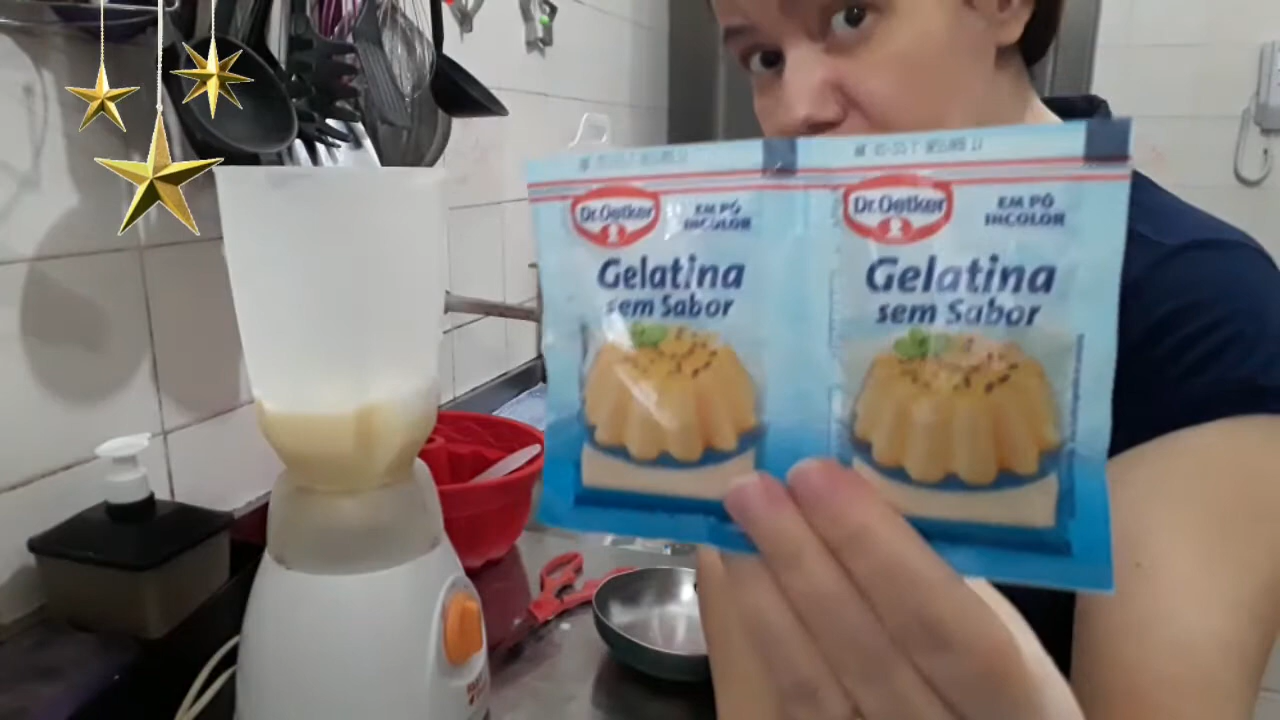 Dr. Oetker
EM PÓ
INCOLOR
Gelatina
sem Sabor
Dr. Oetker
EM PÓ
INCOLOR
Gelatina
sem Sabor